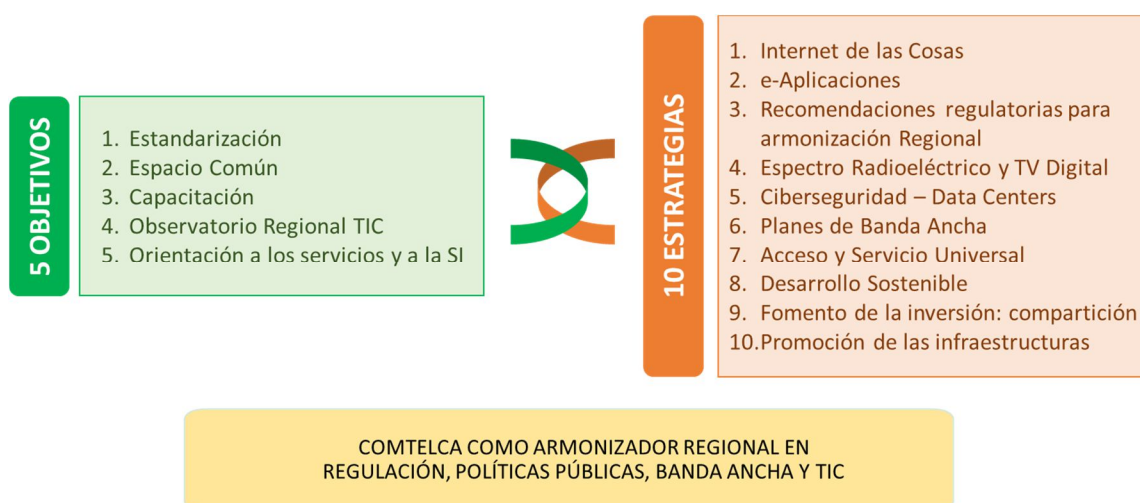 5 OBJETIVOS
1. Estandarización
2. Espacio Común
3. Capacitación
4. Observatorio Regional TIC
5. Orientación a los servicios y a la SI
10 ESTRATEGIAS
1. Internet de las Cosas
2. e-Aplicaciones
3. Recomendaciones regulatorias para
armonización Regional
4. Espectro Radioeléctrico y TV Digital
5. Ciberseguridad – Data Centers
6. Planes de Banda Ancha
7. Acceso y Servicio Universal
8. Desarrollo Sostenible
9. Fomento de la inversión: compartición
10.Promoción de las infraestructuras
COMTELCA COMO ARMONIZADOR REGIONAL EN
REGULACIÓN, POLÍTICAS PÚBLICAS, BANDA ANCHA Y TIC